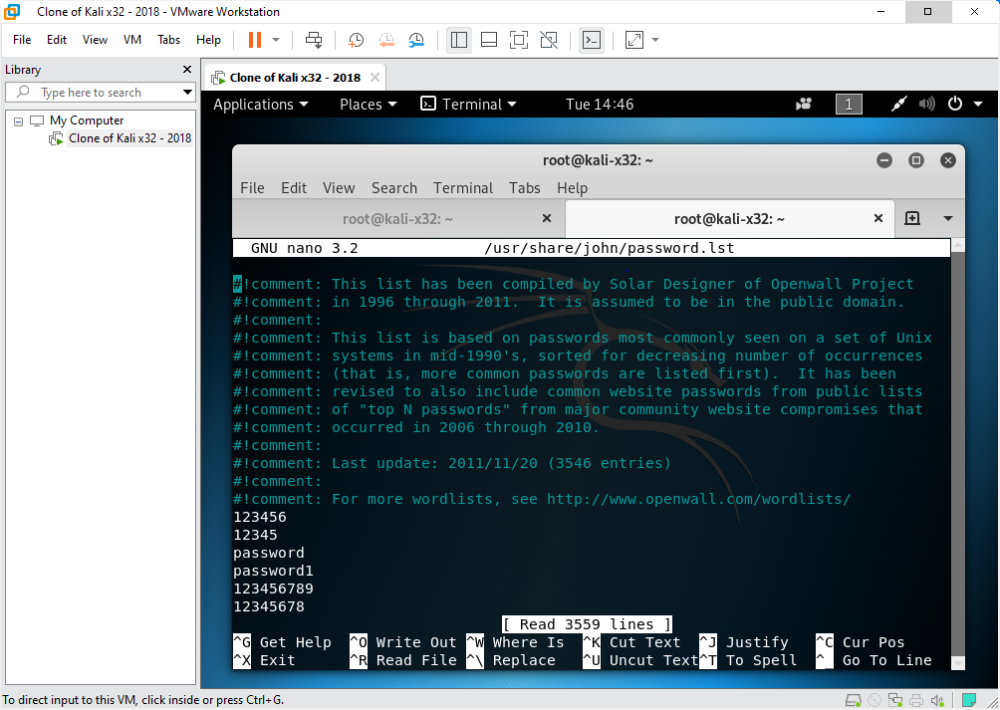 Clone of Kali x32 - 2018 - VMware Workstation
File Edit View VM Tabs Help
Library
Type here to search
My Computer
Clone of Kali x32 - 2018
Clone of Kali x32 - 2018
Applications Places Terminal Tue 14:46 1
root@kali-x32: ~
File Edit View Search Terminal Tabs Help
root@kali-x32: ~ root@kali-x32: ~
GNU nano 3.2 /usr/share/john/password.lst
#!comment: This list has been compiled by Solar Designer of Openwall Project
#!comment: in 1996 through 2011.  It is assumed to be in the public domain.
#!comment:
#!comment: This list is based on passwords most commonly seen on a set of Unix
#!comment: systems in mid-1990's, sorted for decreasing number of occurrences
#!comment: (that is, more common passwords are listed first).  It has been
#!comment: revised to also include common website passwords from public lists
#!comment: of "top N passwords" from major community website compromises that
#!comment: occurred in 2006 through 2010.
#!comment:
#!comment: Last update: 2011/11/20 (3546 entries)
#!comment:
#!comment: For more wordlists, see http://www.openwall.com/wordlists/
123456
12345
password
password1
123456789
12345678
[ Read 3559 lines ]
^G Get Help ^O Write Out ^W Where Is ^K Cut Text ^J Justify ^C Cur Pos
^X Exit ^R Read File ^\ Replace ^U Uncut Text ^T To Spell ^_ Go To Line
To direct input to this VM, click inside or press Ctrl+G.